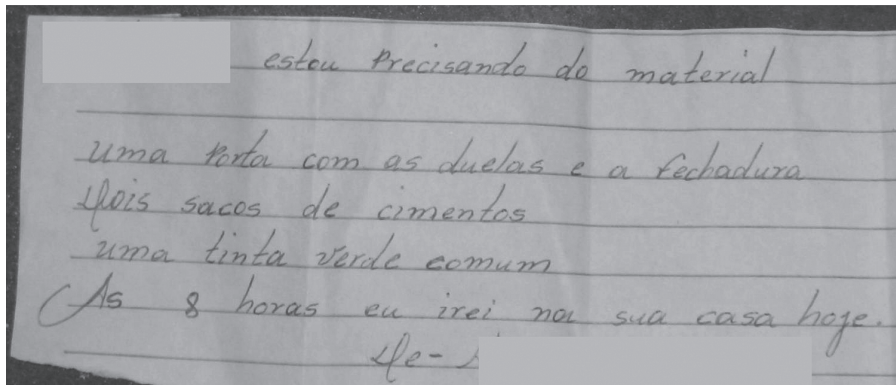 estou Precisando do material
uma Porta com as duelas e a fechadura
Dois sacos de cimentos
uma tinta verde comum
As 8 horas eu irei na sua casa hoje.
De-